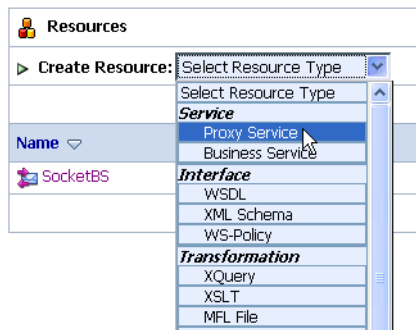 Resources
Create Resource: Select Resource Type
Select Resource Type
Service
Proxy Service
Name
Business Service
SocketBS
Interface
WSDL
XML Schema
WS-Policy
Transformation
XQuery
XSLT
MFL File